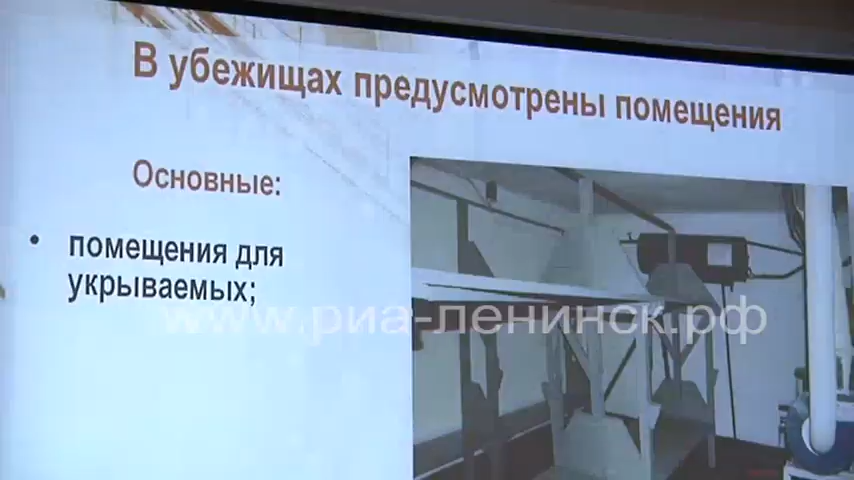 В убежищах предусмотрены помещения
Основные:
• помещения для
укрываемых;
www.риа-ленинск.рф